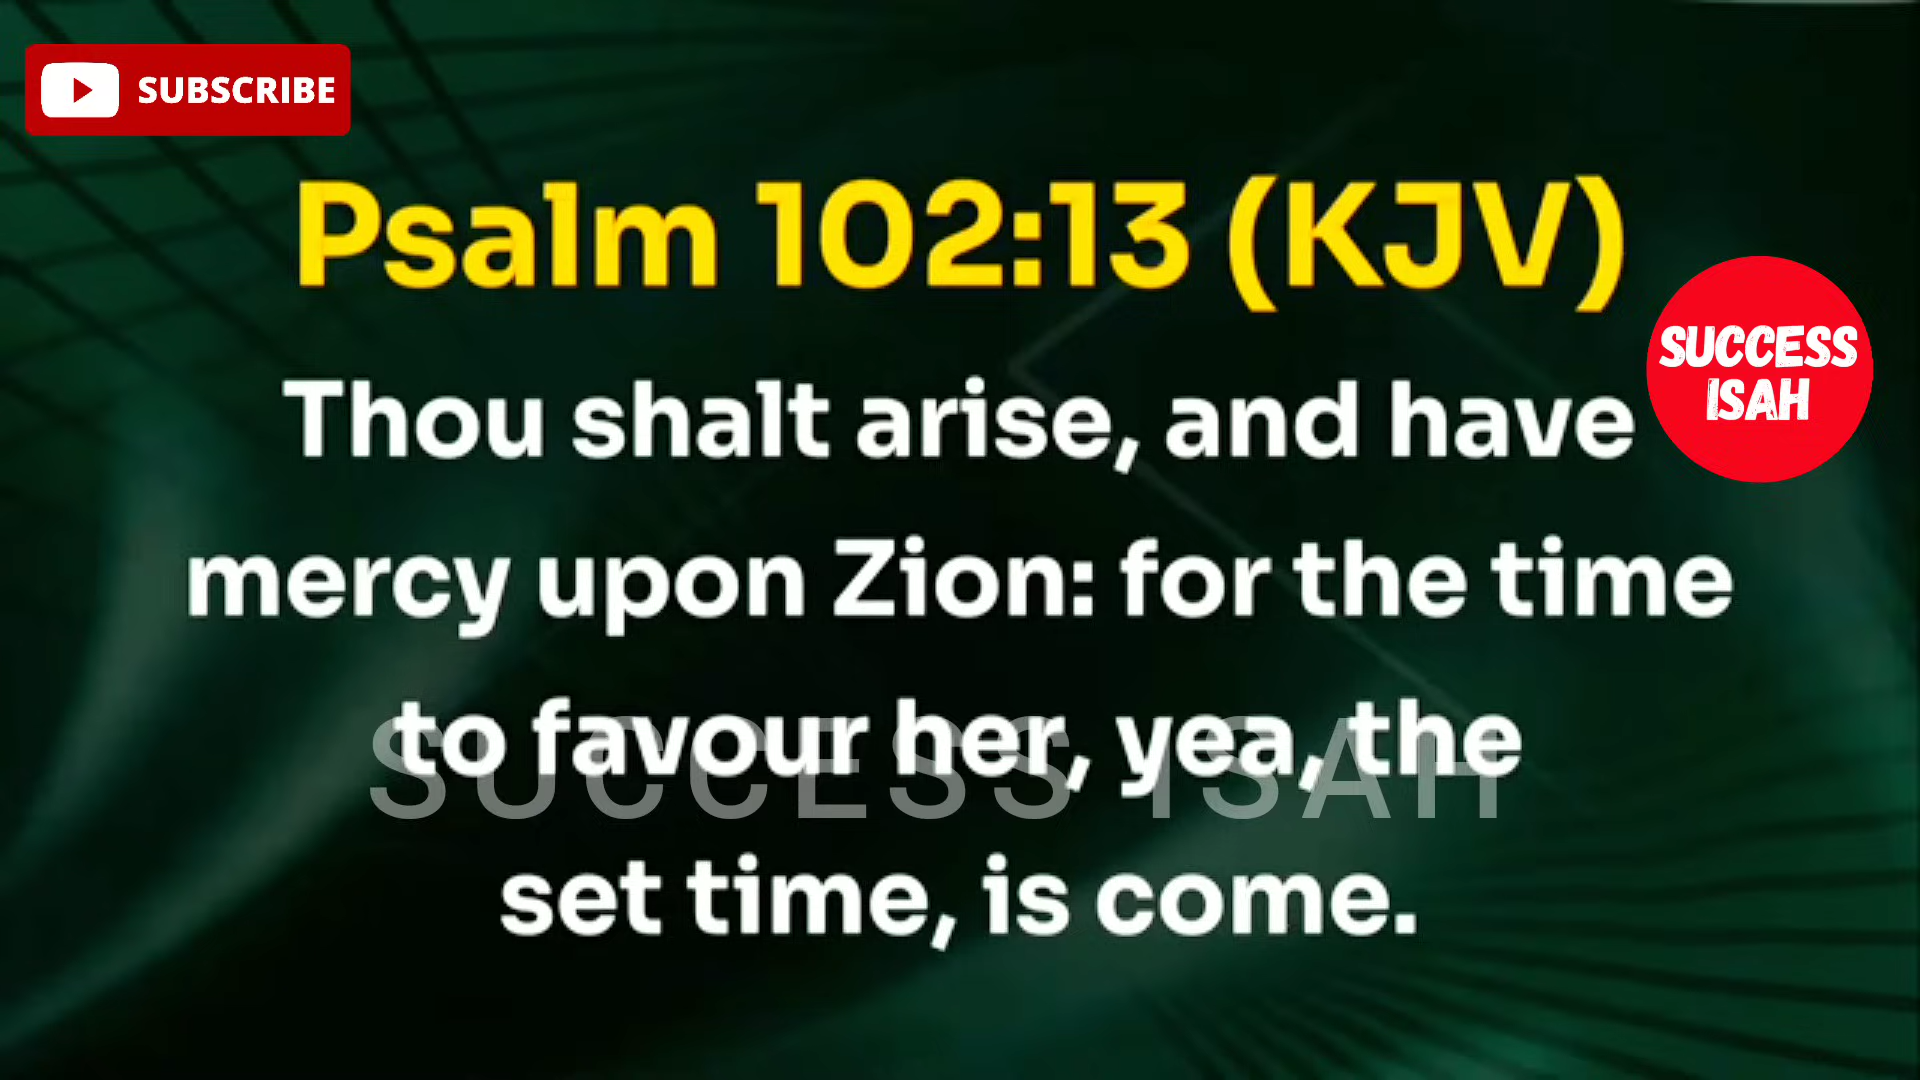 SUBSCRIBE
Psalm 102:13 (KJV)
Thou shalt arise, and have
mercy upon Zion: for the time
to favour her, yea, the
set time, is come.
SUCCESS
ISAH
SUCCESS ISAH